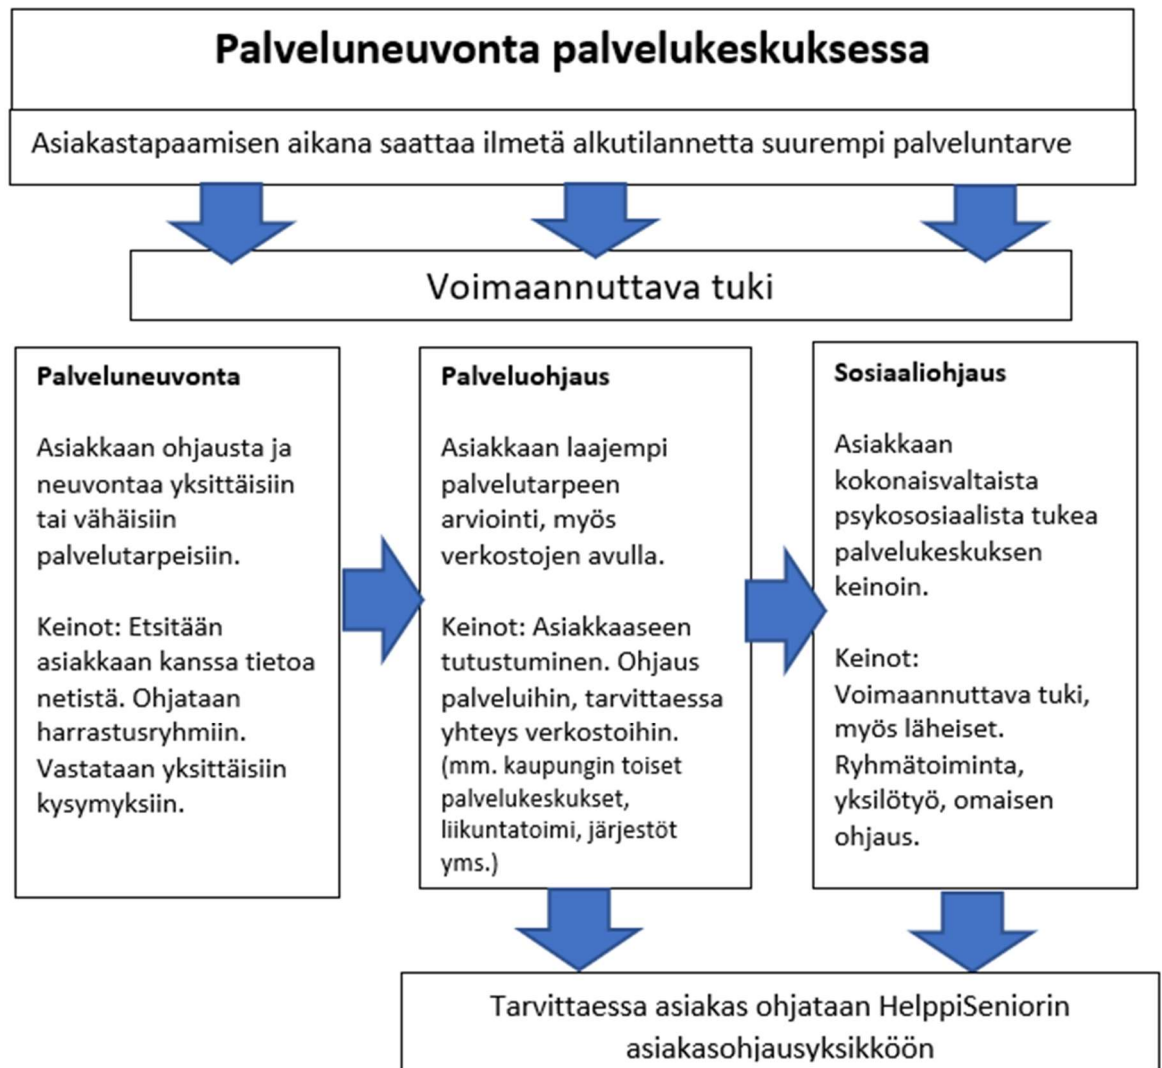 Palveluneuvonta palvelukeskuksessa
Asiakastapaamisen aikana saattaa ilmetä alkutilannetta suurempi palveluntarve
Voimaannuttava tuki
Palveluneuvonta
Asiakkaan ohjausta ja
neuvontaa yksittäisiin
tai vähäisiin
palvelutarpeisiin.
Keinot: Etsitään
asiakkaan kanssa tietoa
netistä. Ohjataan
harrastusryhmiin.
Vastataan yksittäisiin
kysymyksiin.
Palveluohjaus
Asiakkaan laajempi
palvelutarpeen
arviointi, myös
verkostojen avulla.
Keinot: Asiakkaaseen
tutustuminen. Ohjaus
palveluihin, tarvittaessa
yhteys verkostoihin.
(mm. kaupungin toiset
palvelukeskukset,
liikuntatoimi, järjestöt
yms.)
Sosiaaliohjaus
Asiakkaan
kokonaisvaltaista
psykososiaalista tukea
palvelukeskuksen
keinoin.
Keinot:
Voimaannuttava tuki,
myös läheiset.
Ryhmätoiminta,
yksilötyö, omaisen
ohjaus.
Tarvittaessa asiakas ohjataan HelppiSeniorin
asiakasohjausyksikköön